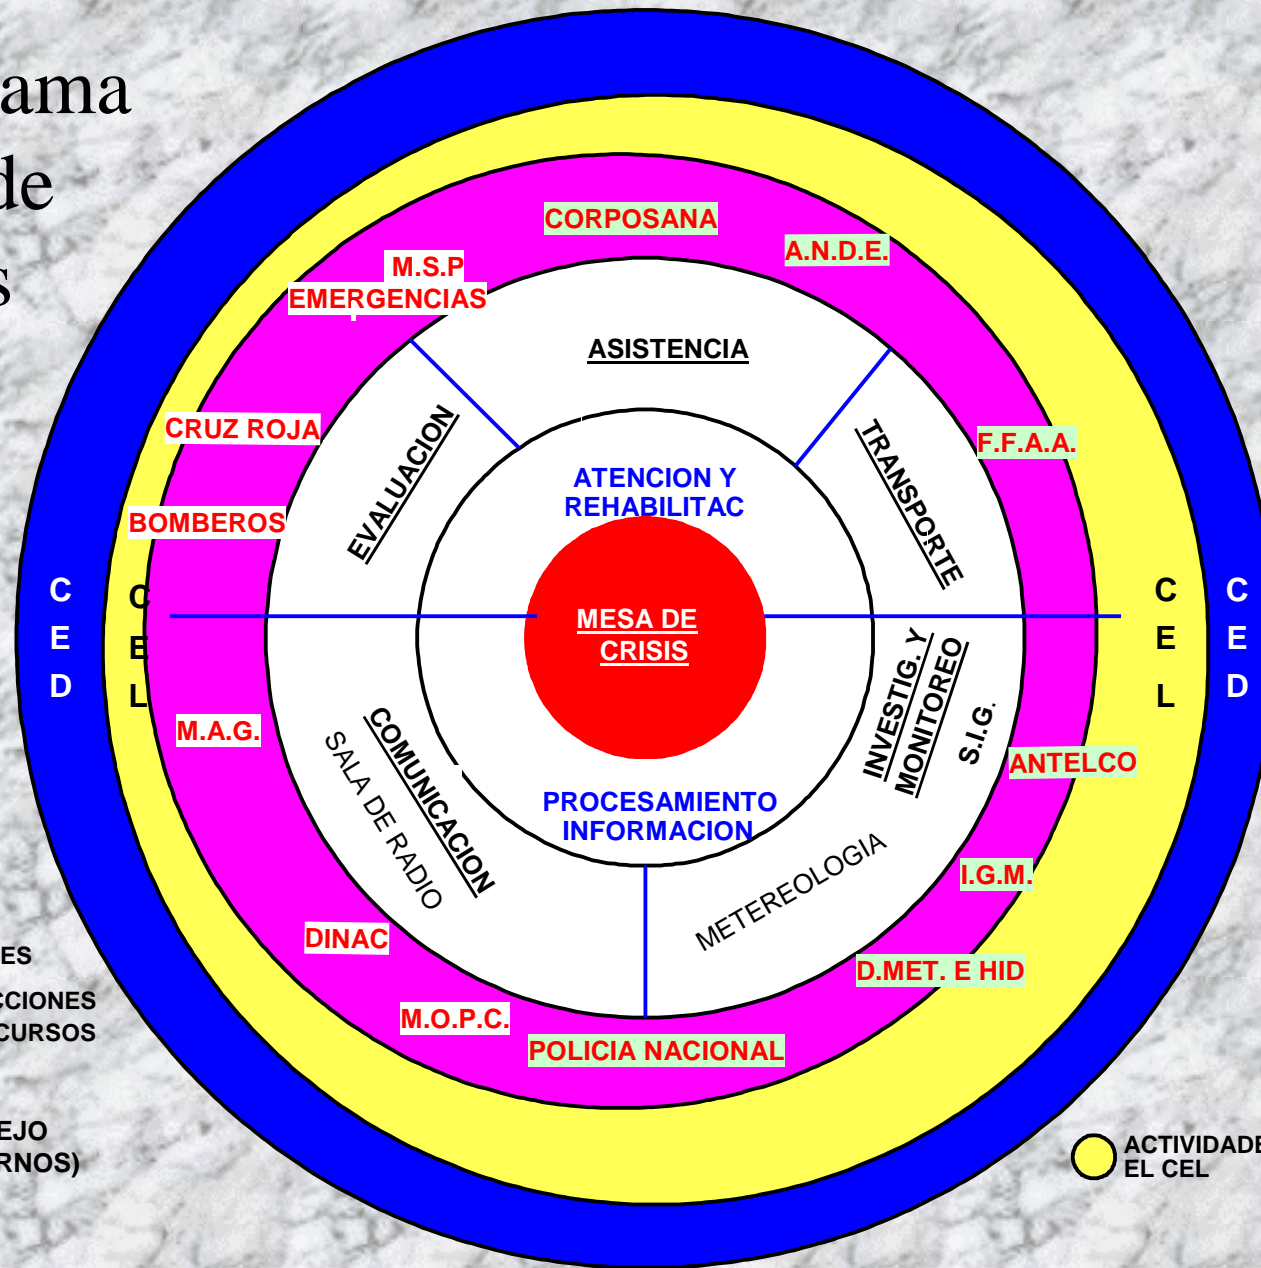 ama
de
s
CORPOSANA
A.N.D.E.
M.S.P
EMERGENCIAS
ASISTENCIA
CRUZ ROJA
EVALUACION
TRANSPORTE
F.F.A.A.
ATENCION Y
REHABILITAC
BOMBEROS
C
E
D
C
E
L
MESA DE
CRISIS
C
E
L
C
E
D
INVESTIG. Y
MONITOREO
S.I.G.
M.A.G.
COMUNICACION
SALA DE RADIO
ANTELCO
PROCESAMIENTO
INFORMACION
METEREOLOGIA
I.G.M.
DINAC
D.MET. E HID
M.O.P.C.
POLICIA NACIONAL
ES
CCIONES
CURSOS
EJO
RNOS)
ACTIVIDADE
EL CEL